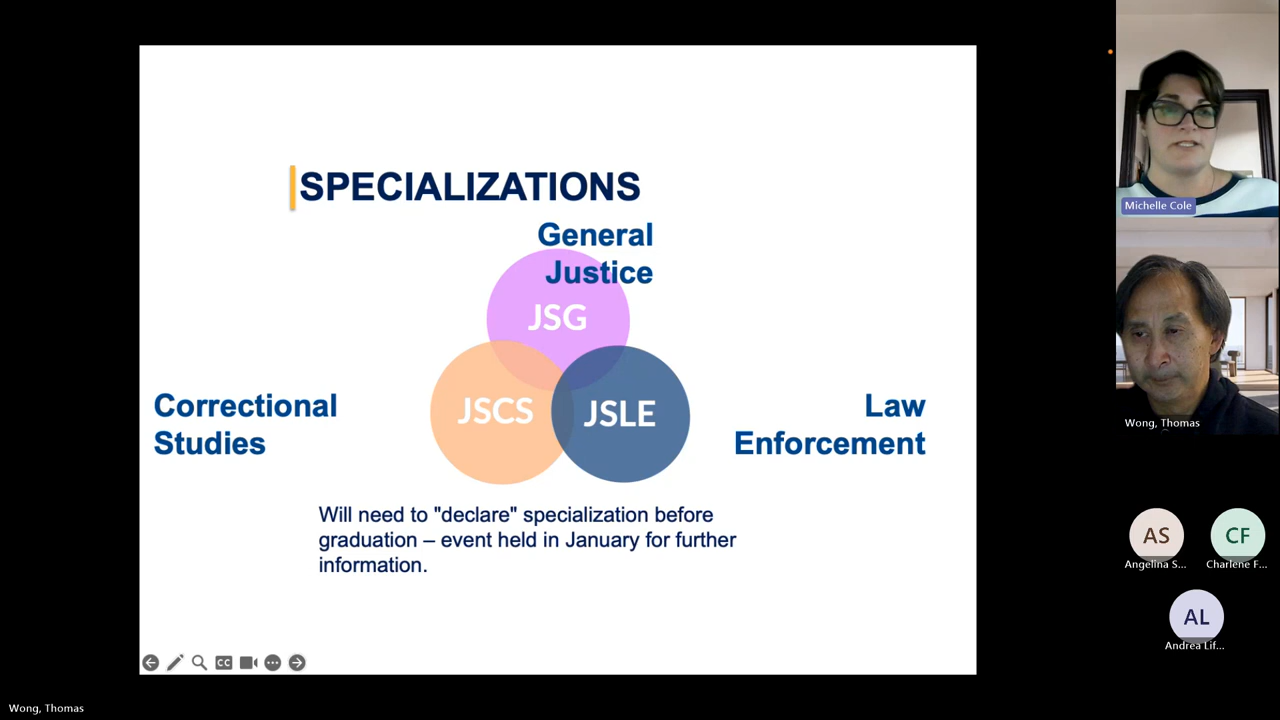 SPECIALIZATIONS
General
Justice
JSG
Correctional
Studies
JSCS
JSLE
Law
Enforcement
Will need to "declare" specialization before
graduation – event held in January for further
information.
CC
Michelle Cole
Wong, Thomas
AS
Angelina S...
CF
Charlene F...
AL
Andrea Lif...
Wong, Thomas